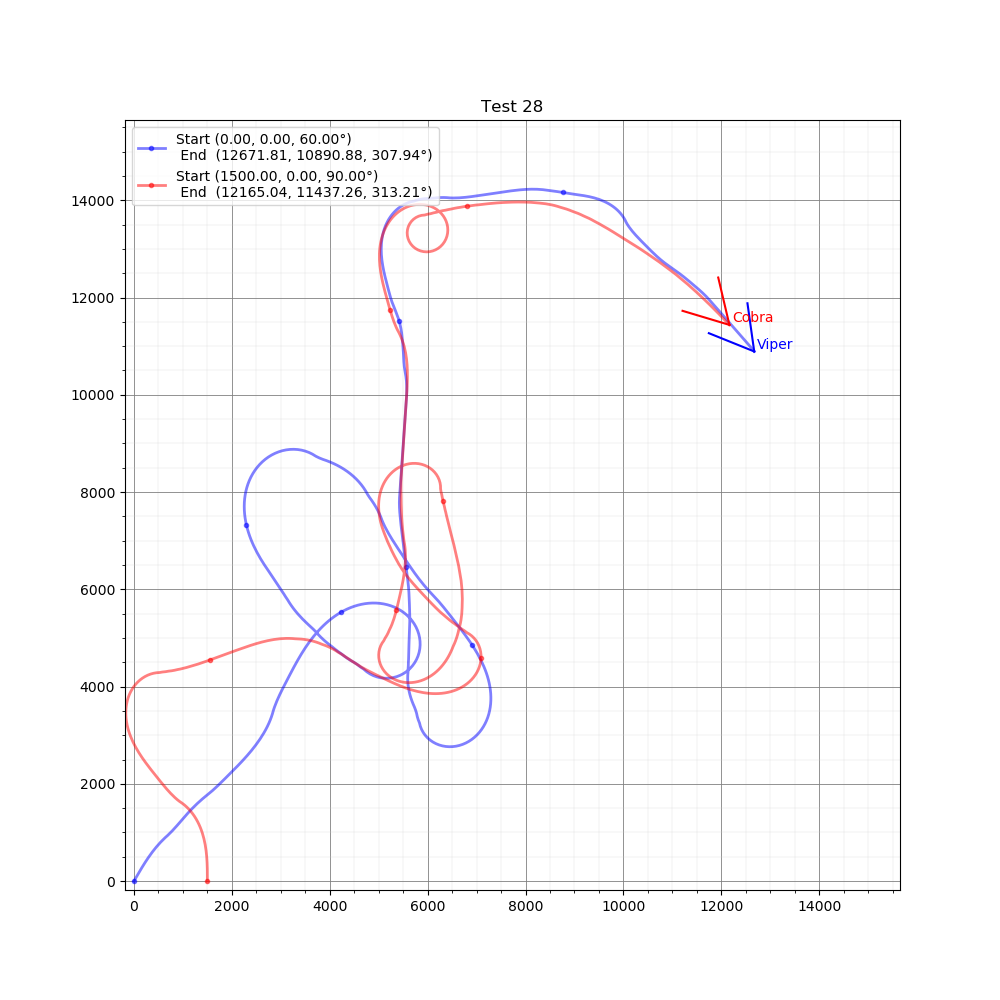 Test 28
Start (0.00, 0.00, 60.00°)
End  (12671.81, 10890.88, 307.94°)
Start (1500.00, 0.00, 90.00°)
End  (12165.04, 11437.26, 313.21°)
14000
12000
10000
8000
6000
4000
2000
0
Cobra
Viper
0 2000 4000 6000 8000 10000 12000 14000